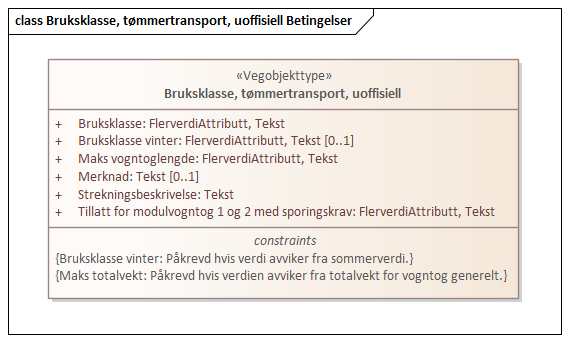 class Bruksklasse, tømmertransport, uoffisiell Betingelser
«Vegobjekttype»
Bruksklasse, tømmertransport, uoffisiell
+ Bruksklasse: FlerverdiAttributt, Tekst
+ Bruksklasse vinter: FlerverdiAttributt, Tekst [0..1]
+ Maks vogntoglengde: FlerverdiAttributt, Tekst
+ Merknad: Tekst [0..1]
+ Strekningsbeskrivelse: Tekst
+ Tillatt for modulvogntog 1 og 2 med sporingskrav: FlerverdiAttributt, Tekst
constraints
{Bruksklasse vinter: Påkrevd hvis verdi avviker fra sommerverdi.}
{Maks totalvekt: Påkrevd hvis verdien avviker fra totalvekt for vogntog generelt.}